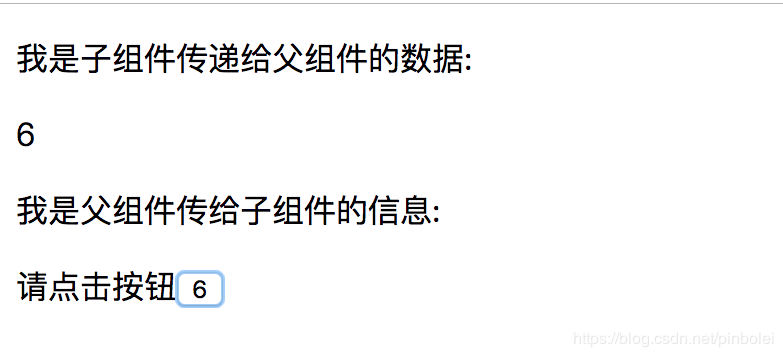 我是子组件传递给父组件的数据:
6
我是父组件传给子组件的信息:
请点击按钮 6
https://blog.csdn.net/pinbolei